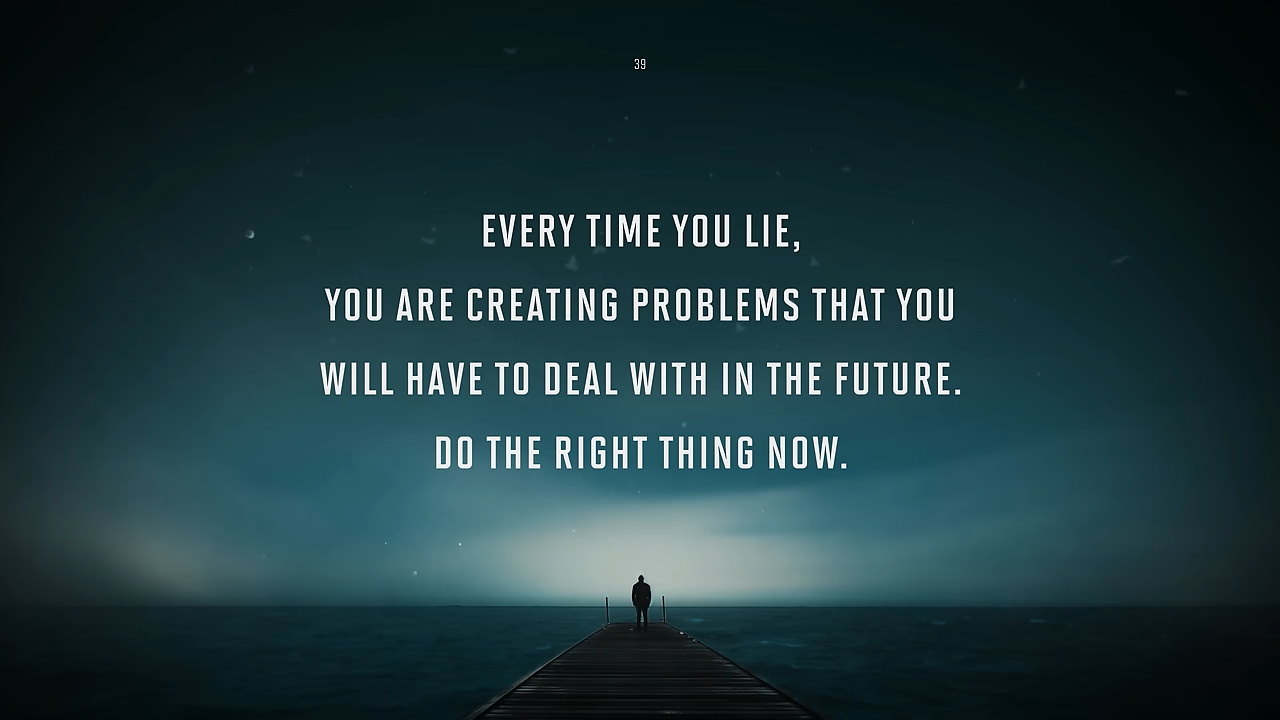 39
EVERY TIME YOU LIE,
YOU ARE CREATING PROBLEMS THAT YOU
WILL HAVE TO DEAL WITH IN THE FUTURE.
DO THE RIGHT THING NOW.